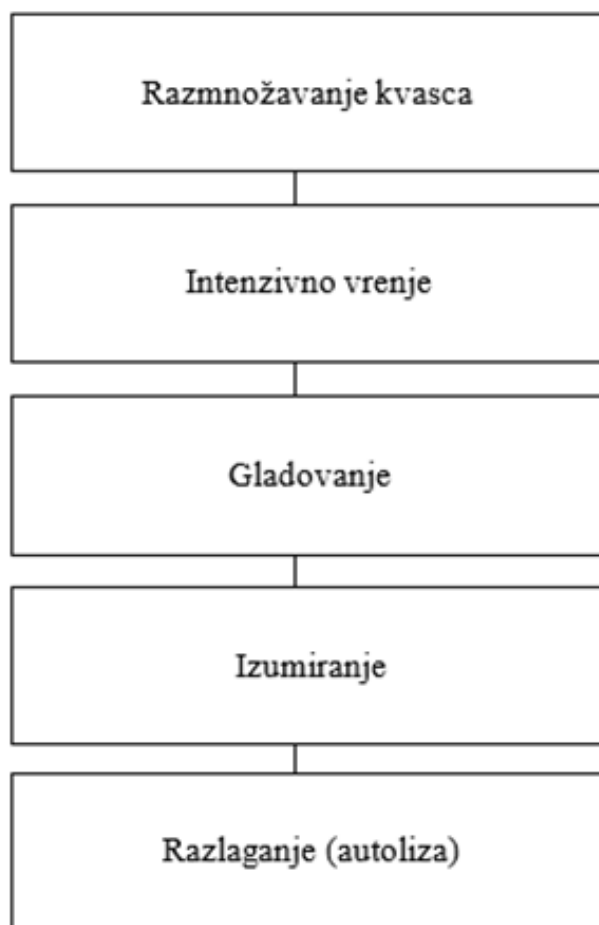 Razmnožavanje kvasca
Intenzivno vrenje
Gladovanje
Izumiranje
Razlaganje (autoliza)